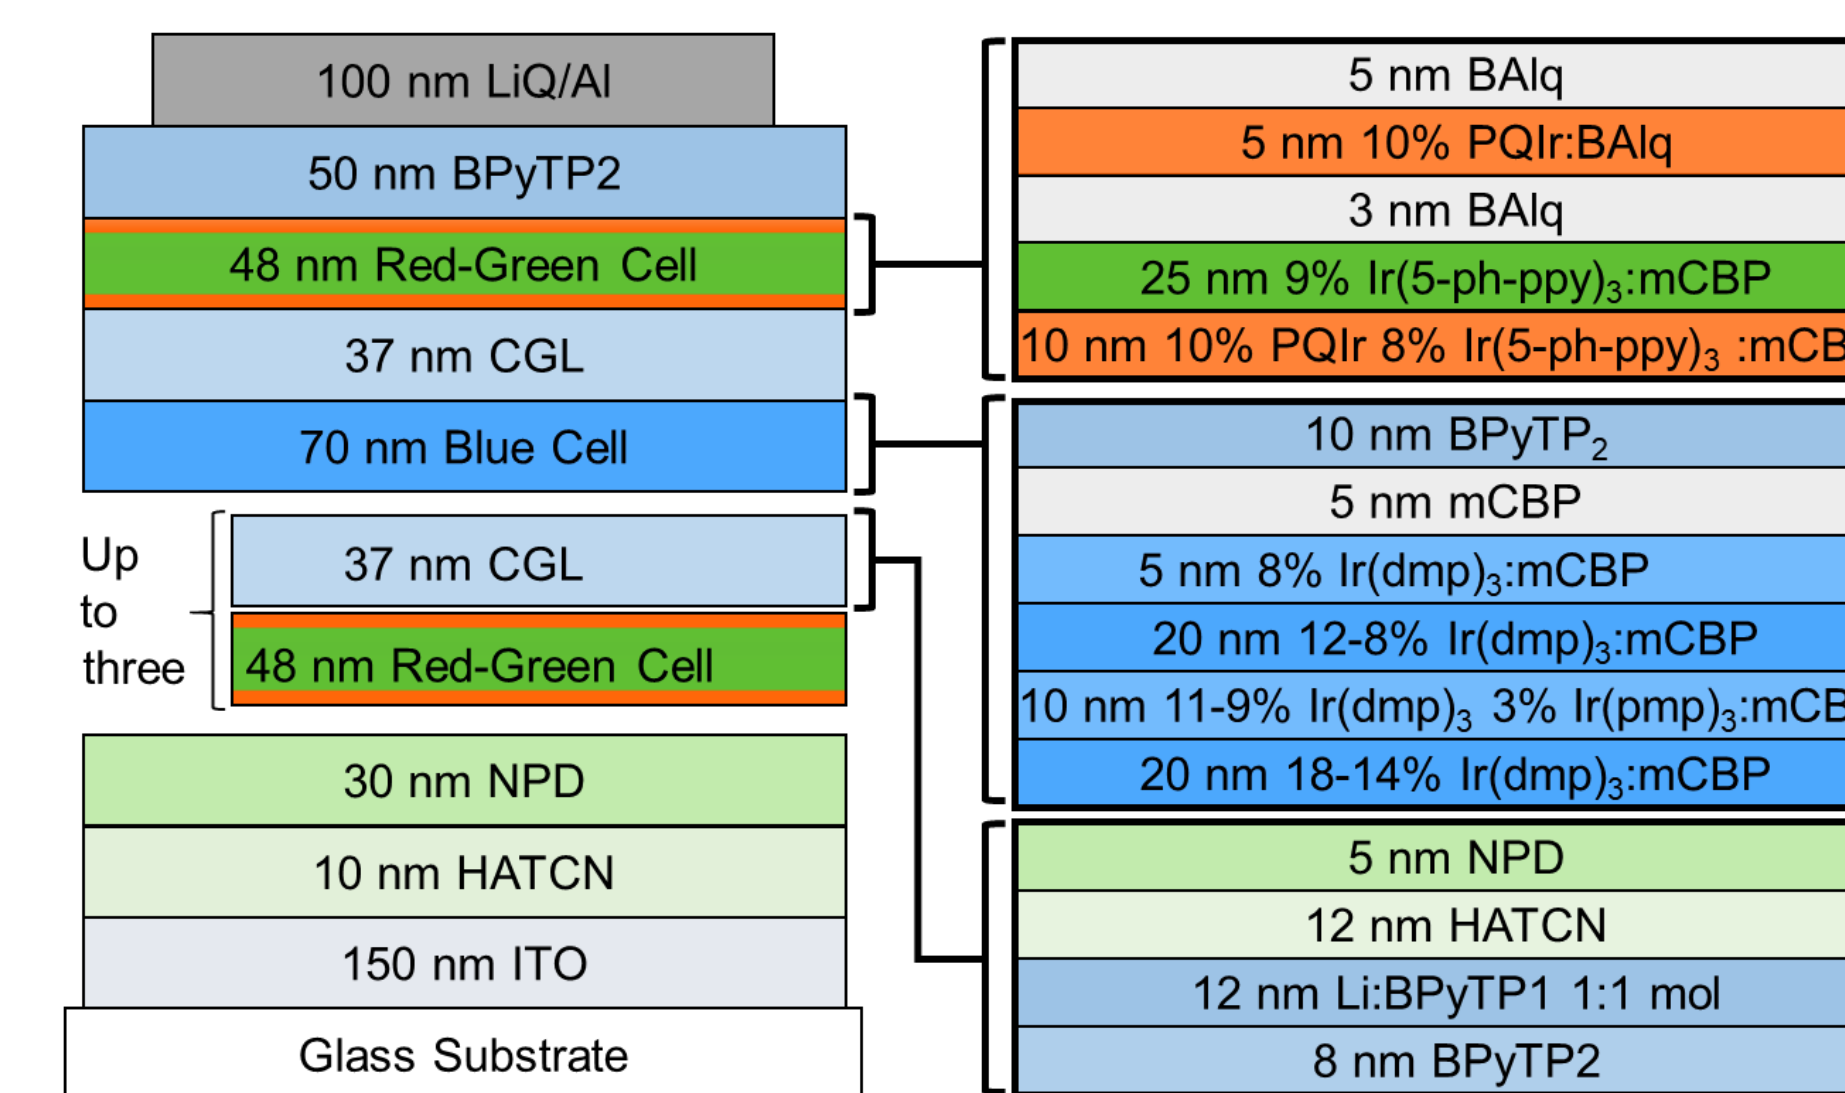 100 nm LiQ/Al
50 nm BPyTP2
48 nm Red-Green Cell
37 nm CGL
70 nm Blue Cell
Up
to
three
37 nm CGL
48 nm Red-Green Cell
30 nm NPD
10 nm HATCN
150 nm ITO
Glass Substrate
5 nm BAlq
5 nm 10% PQIr:BAlq
3 nm BAlq
25 nm 9% Ir(5-ph-ppy)₃:mCBP
10 nm 10% PQIr 8% Ir(5-ph-ppy)₃ :mCB
10 nm BPyTP₂
5 nm mCBP
5 nm 8% Ir(dmp)₃:mCBP
20 nm 12-8% Ir(dmp)₃:mCBP
10 nm 11-9% Ir(dmp)₃ 3% Ir(pmp)₃:mCB
20 nm 18-14% Ir(dmp)₃:mCBP
5 nm NPD
12 nm HATCN
12 nm Li:BPyTP1 1:1 mol
8 nm BPyTP2